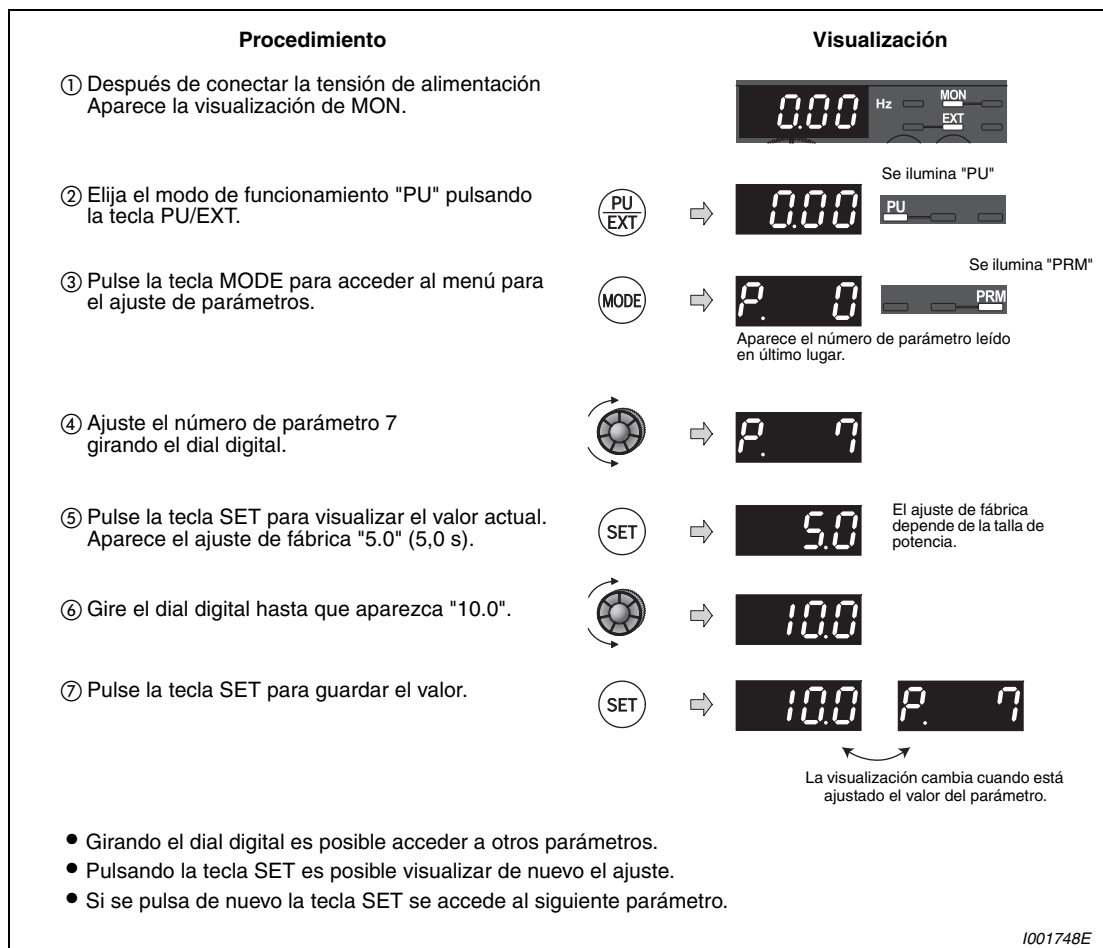 Procedimiento
Visualización
① Después de conectar la tensión de alimentación
Aparece la visualización de MON.
0.00 Hz MON
EXT
② Elija el modo de funcionamiento "PU" pulsando
la tecla PU/EXT.
PU
EXT
0.00
Se ilumina "PU"
PU
③ Pulse la tecla MODE para acceder al menú para
el ajuste de parámetros.
MODE
P. 0
Se ilumina "PRM"
PRM
Aparece el número de parámetro leído
en último lugar.
④ Ajuste el número de parámetro 7
girando el dial digital.
P. 7
⑤ Pulse la tecla SET para visualizar el valor actual.
Aparece el ajuste de fábrica "5.0" (5,0 s).
SET
5.0
El ajuste de fábrica
depende de la talla de
potencia.
⑥ Gire el dial digital hasta que aparezca "10.0".
10.0
⑦ Pulse la tecla SET para guardar el valor.
SET
10.0
P. 7
La visualización cambia cuando está
ajustado el valor del parámetro.
• Girando el dial digital es posible acceder a otros parámetros.
• Pulsando la tecla SET es posible visualizar de nuevo el ajuste.
• Si se pulsa de nuevo la tecla SET se accede al siguiente parámetro.
I001748E